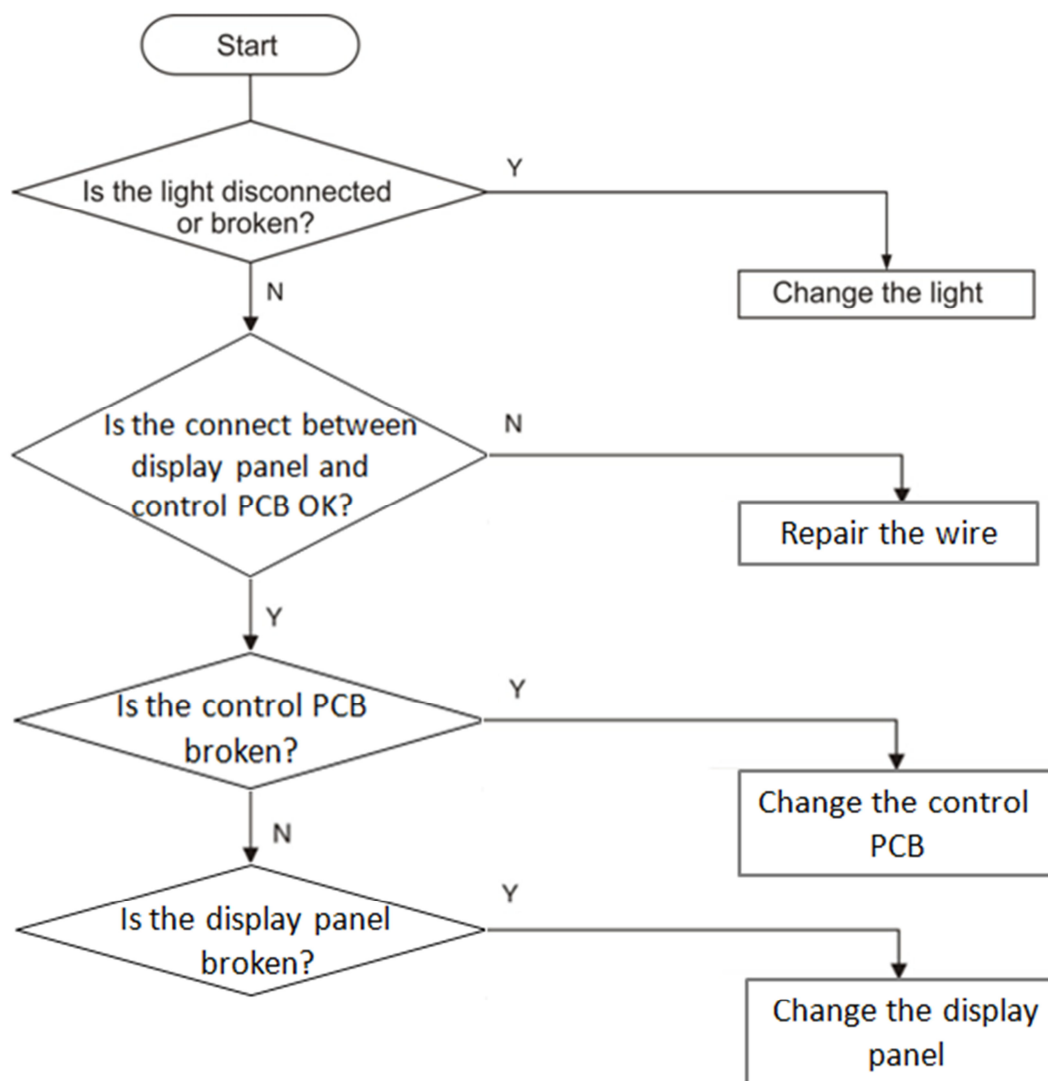 Start
Is the light disconnected
or broken?
Y
Change the light
N
Is the connect between
display panel and
control PCB OK?
N
Repair the wire
Y
Is the control PCB
broken?
Y
Change the control
PCB
N
Is the display panel
broken?
Y
Change the display
panel